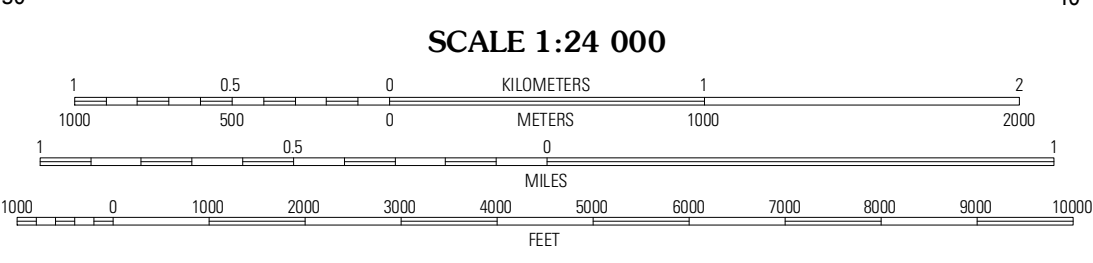 SCALE 1:24 000
1 0.5 0 KILOMETERS 1 2
1000 500 0 METERS 1000 2000
1 0.5 0 1
MILES
1000 0 1000 2000 3000 4000 5000 6000 7000 8000 9000 10000
FEET